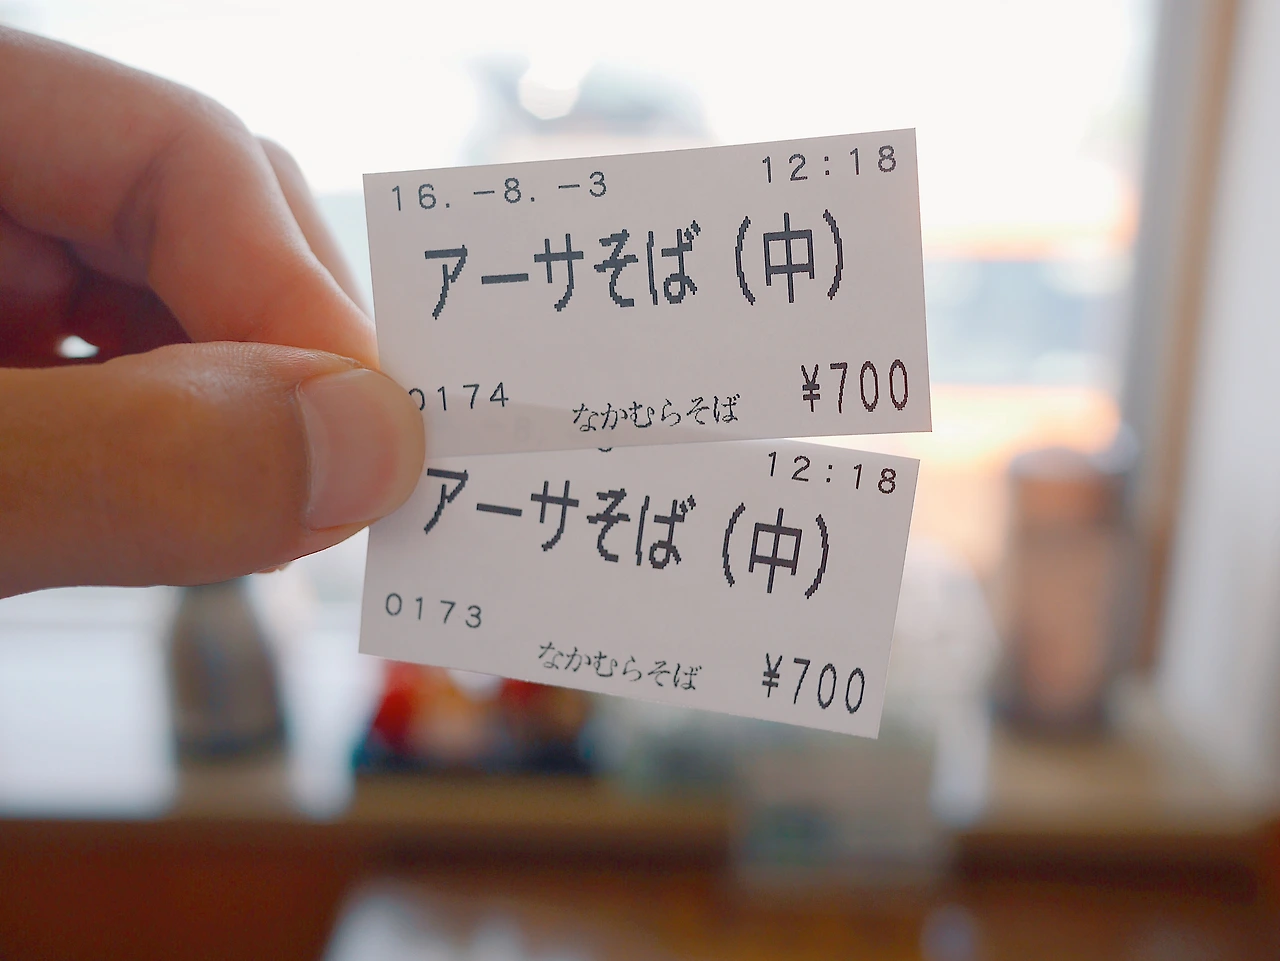 16. -8. -3 12:18
アーサそば (中)
¥700
0174 なかむらそば
12:18
アーサそば (中)
0173
なかむらそば ¥700